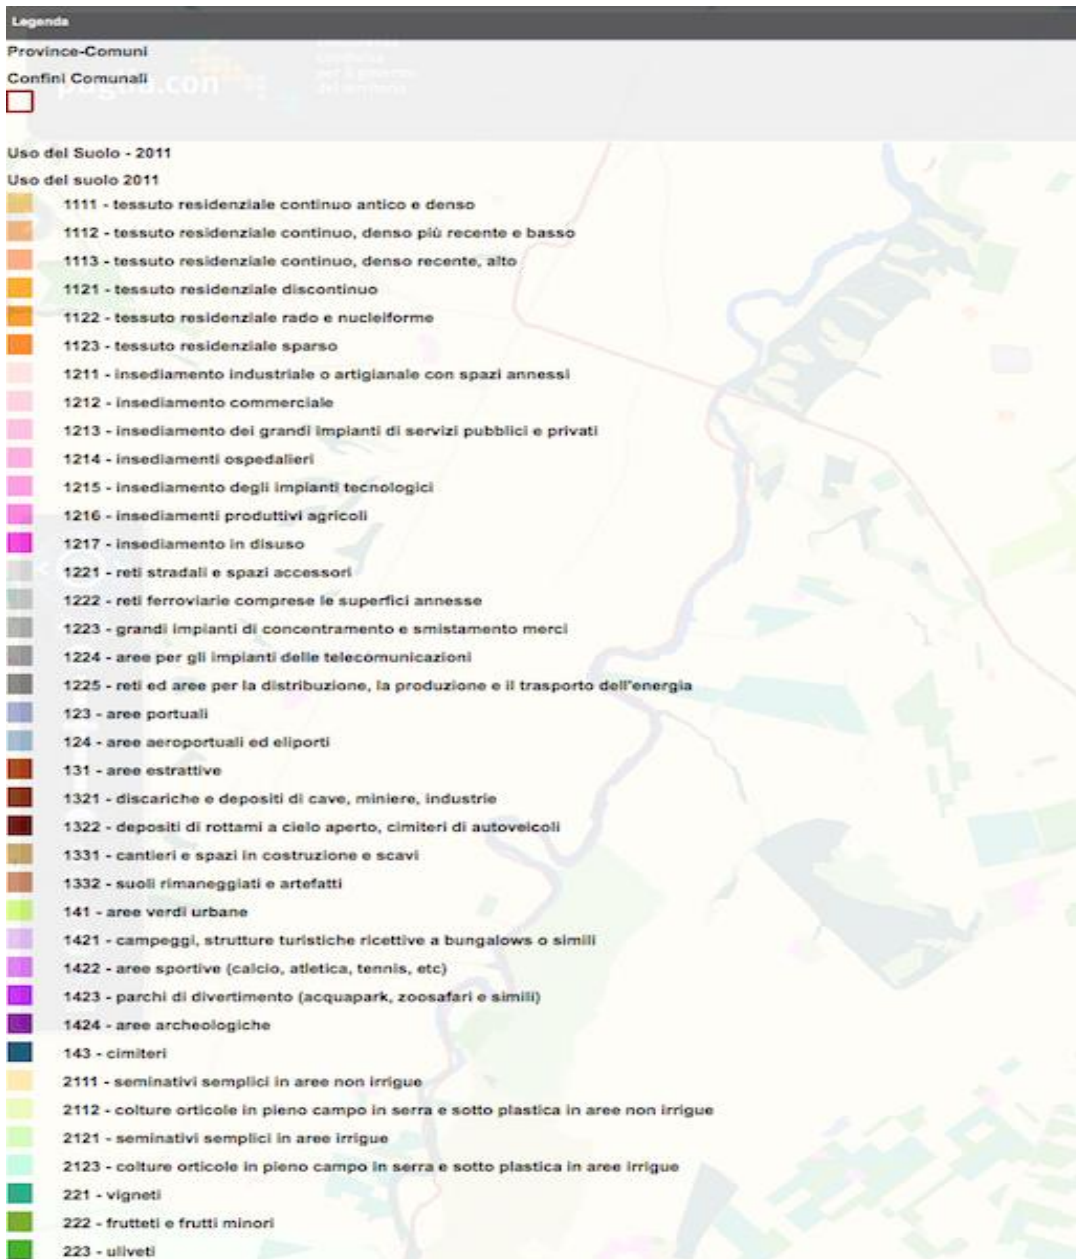 Legenda
Province-Comuni
Confini Comunali
puglia.con
per il governo
del territorio
Uso del Suolo - 2011
Uso del suolo 2011
1111 - tessuto residenziale continuo antico e denso
1112 - tessuto residenziale continuo, denso più recente e basso
1113 - tessuto residenziale continuo, denso recente, alto
1121 - tessuto residenziale discontinuo
1122 - tessuto residenziale rado e nucleiforme
1123 - tessuto residenziale sparso
1211 - insediamento industriale o artigianale con spazi annessi
1212 - insediamento commerciale
1213 - insediamento dei grandi impianti di servizi pubblici e privati
1214 - insediamenti ospedalieri
1215 - insediamento degli impianti tecnologici
1216 - insediamenti produttivi agricoli
1217 - insediamento in disuso
1221 - reti stradali e spazi accessori
1222 - reti ferroviarie comprese le superfici annesse
1223 - grandi impianti di concentramento e smistamento merci
1224 - aree per gli impianti delle telecomunicazioni
1225 - reti ed aree per la distribuzione, la produzione e il trasporto dell'energia
123 - aree portuali
124 - aree aeroportuali ed eliporti
131 - aree estrattive
1321 - discariche e depositi di cave, miniere, industrie
1322 - depositi di rottami a cielo aperto, cimiteri di autoveicoli
1331 - cantieri e spazi in costruzione e scavi
1332 - suoli rimaneggiati e artefatti
141 - aree verdi urbane
1421 - campeggi, strutture turistiche ricettive a bungalows o simili
1422 - aree sportive (calcio, atletica, tennis, etc)
1423 - parchi di divertimento (acquapark, zoosafari e simili)
1424 - aree archeologiche
143 - cimiteri
2111 - seminativi semplici in aree non irrigue
2112 - colture orticole in pieno campo in serra e sotto plastica in aree non irrigue
2121 - seminativi semplici in aree irrigue
2123 - colture orticole in pieno campo in serra e sotto plastica in aree irrigue
221 - vigneti
222 - frutteti e frutti minori
223 - uliveti